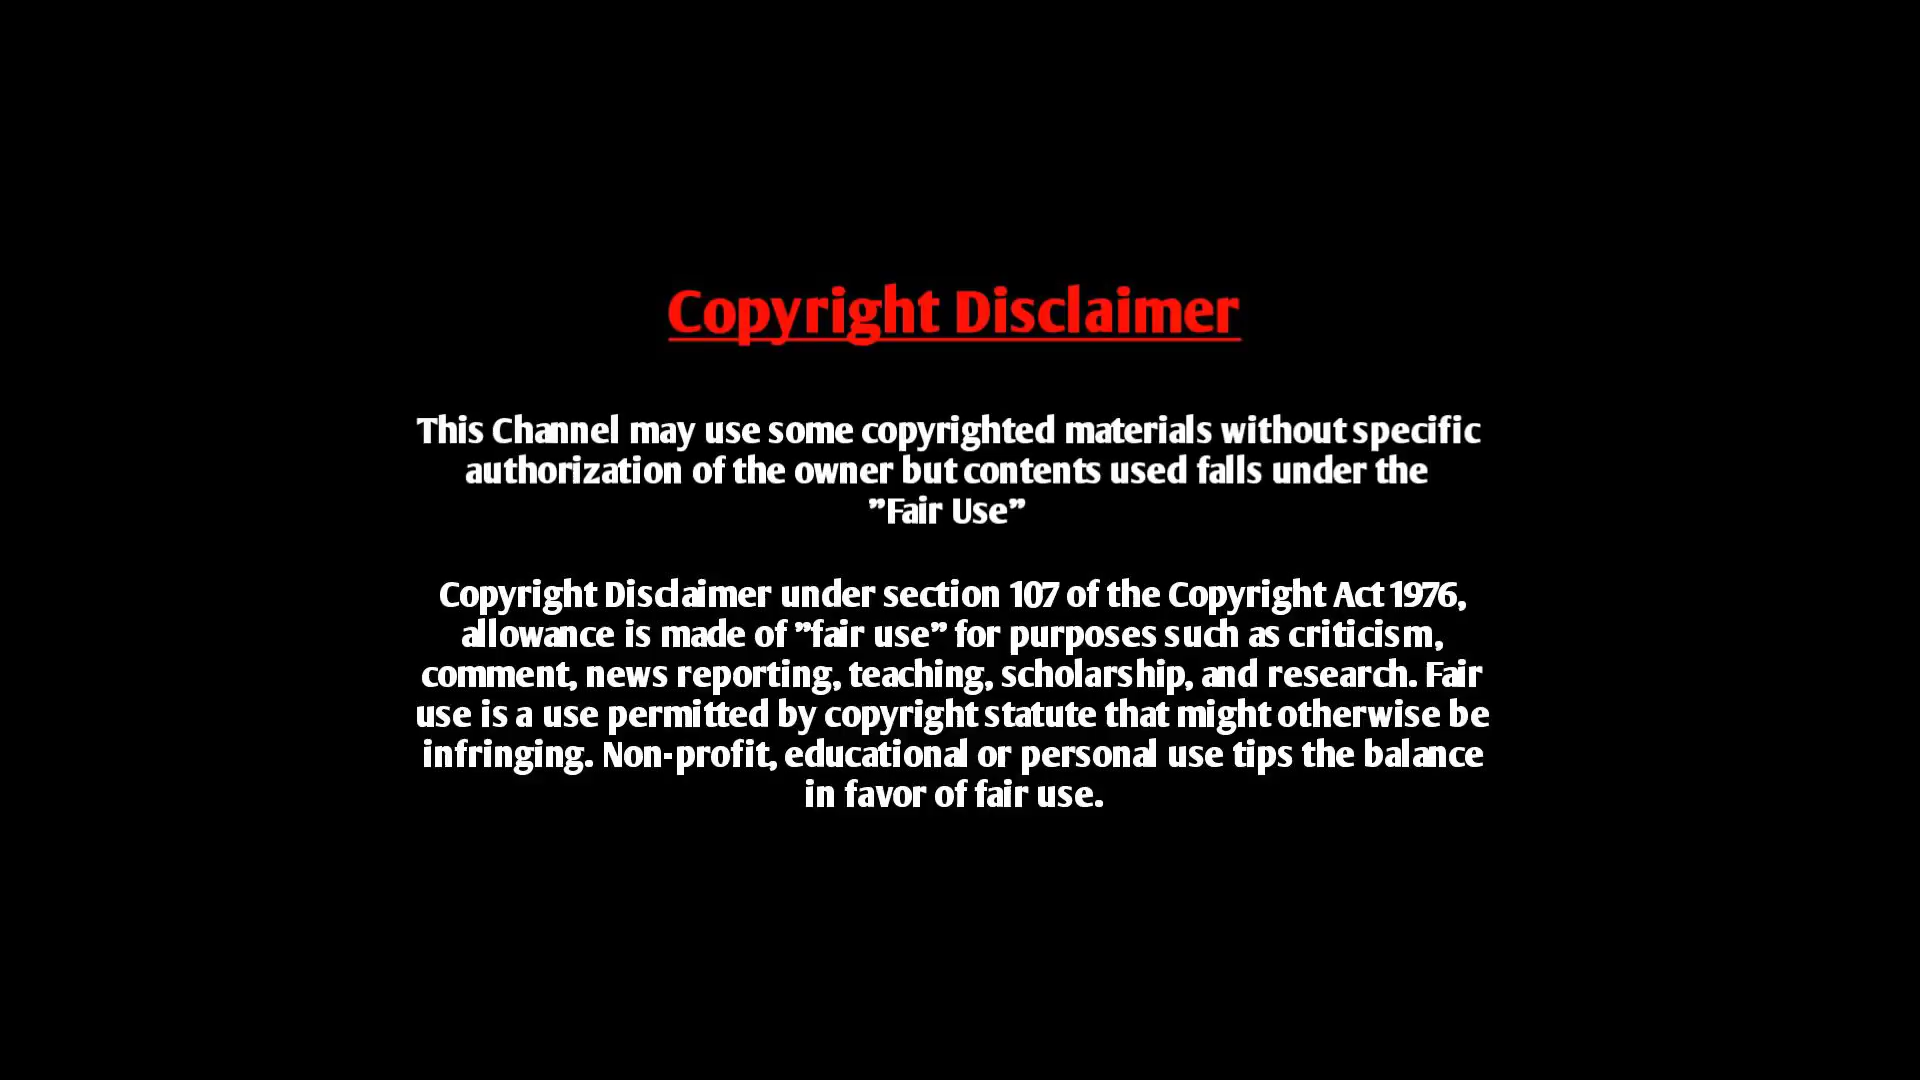 Copyright Disclaimer
This Channel may use some copyrighted materials without specific
authorization of the owner but contents used falls under the
”Fair Use”
Copyright Disclaimer under section 107 of the Copyright Act 1976,
allowance is made of ”fair use” for purposes such as criticism,
comment, news reporting, teaching, scholarship, and research. Fair
use is a use permitted by copyright statute that might otherwise be
infringing. Non-profit, educational or personal use tips the balance
in favor of fair use.